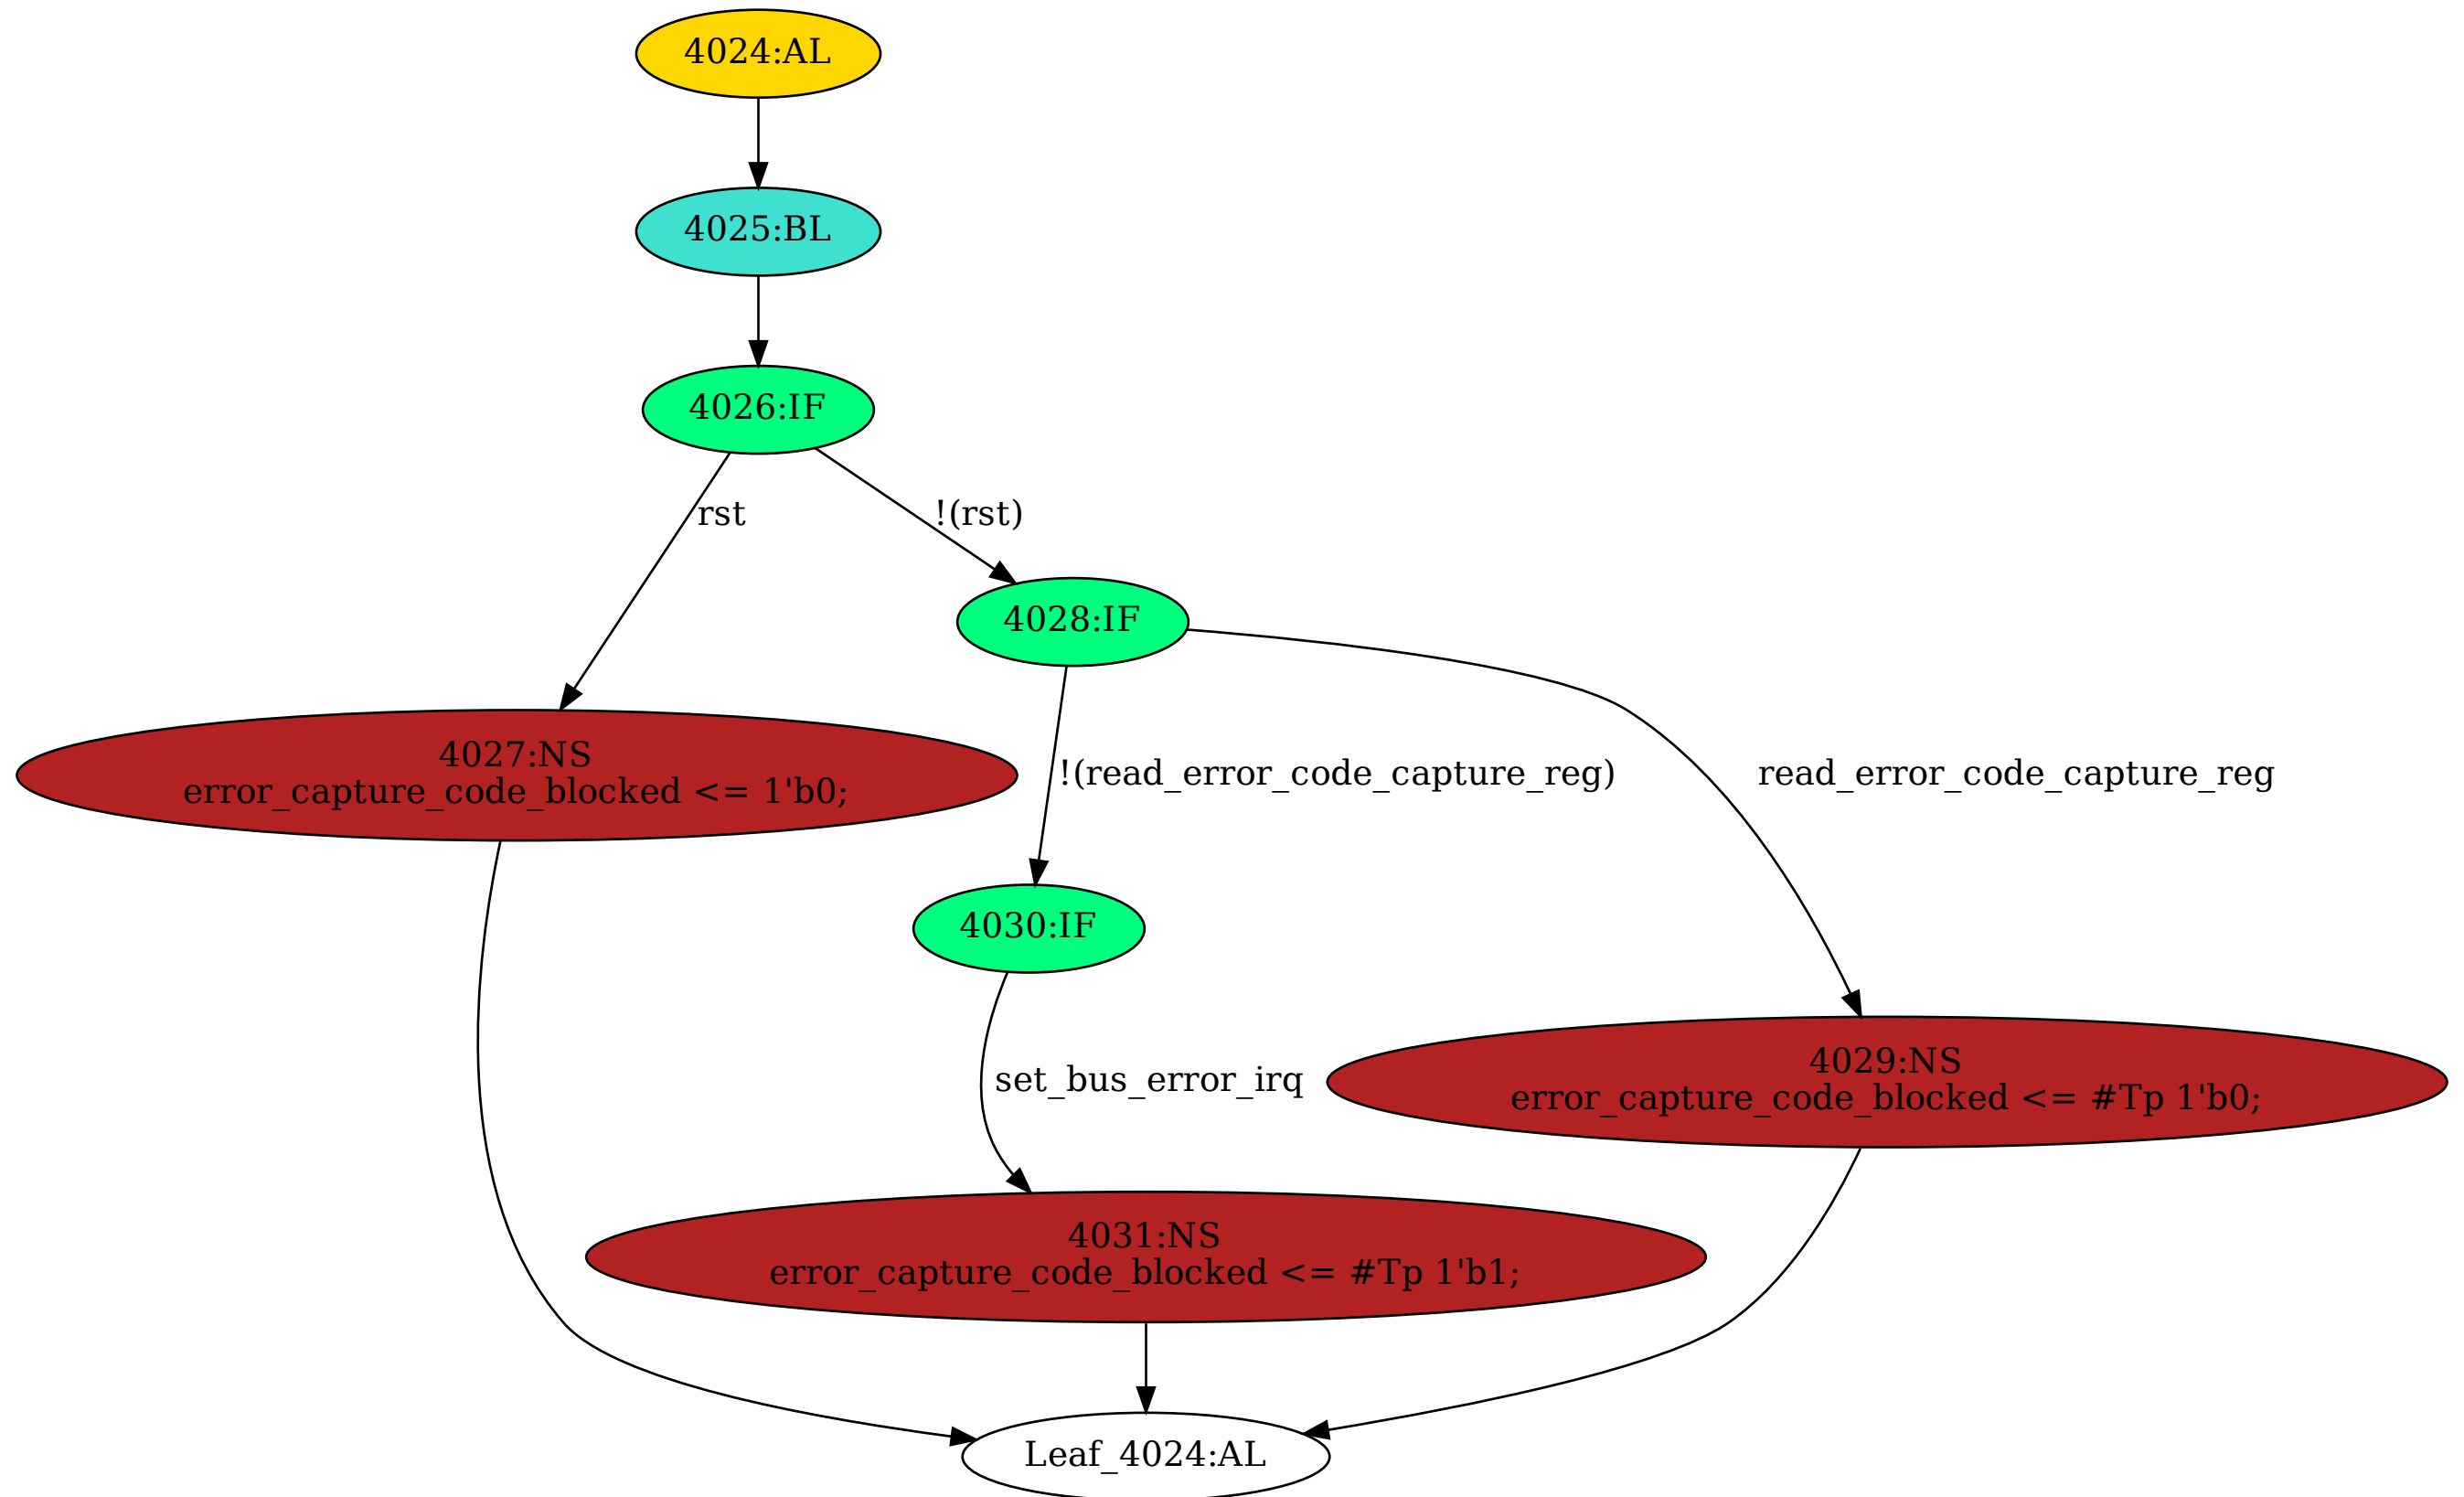 4024:AL
4025:BL
4026:IF
rst
!(rst)
4028:IF
4027:NS
error_capture_code_blocked <= 1'b0;
!(read_error_code_capture_reg)
read_error_code_capture_reg
4030:IF
set_bus_error_irq
4029:NS
error_capture_code_blocked <= #Tp 1'b0;
4031:NS
error_capture_code_blocked <= #Tp 1'b1;
Leaf_4024:AL